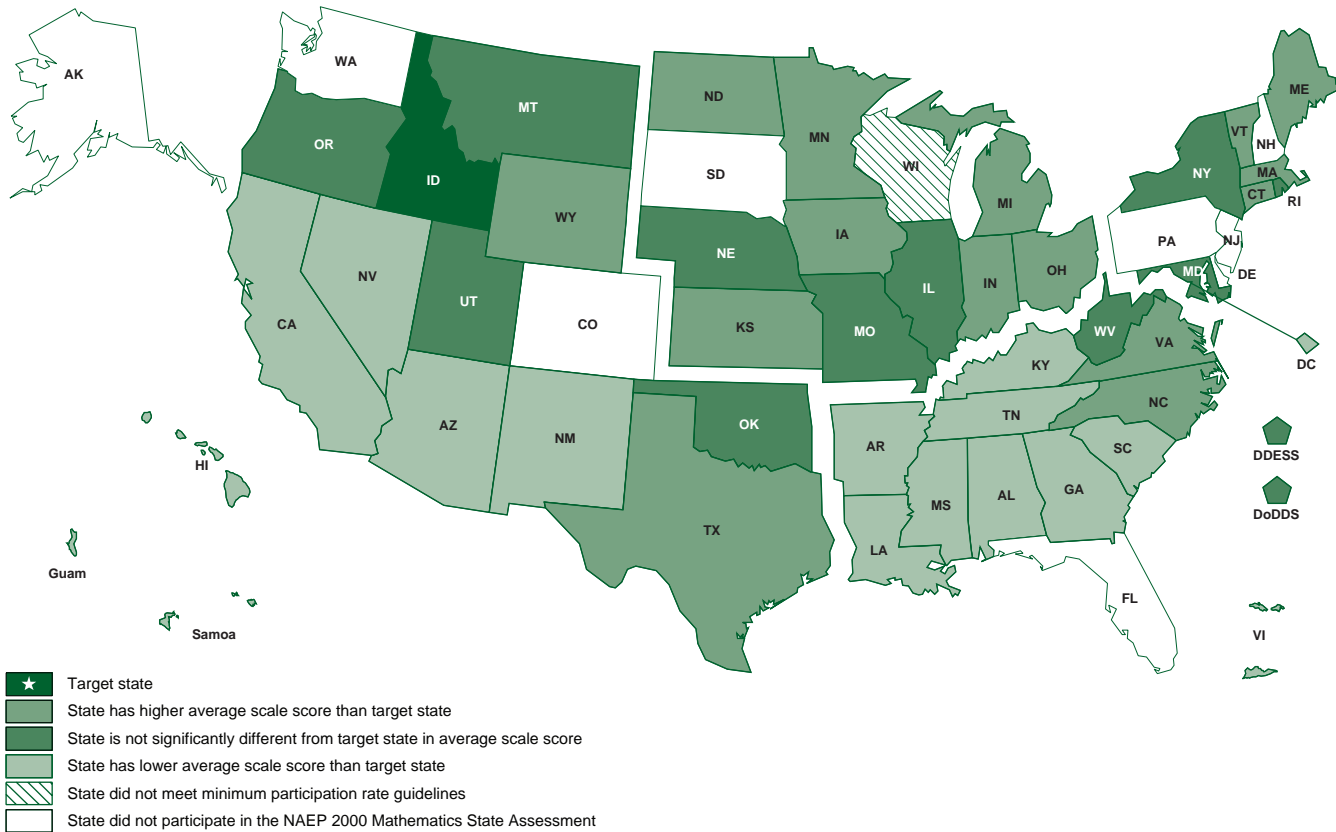 AK
WA
MT
ND
MN
ME
VT
NH
OR
ID
SD
WI
NY
MA
CT
RI
MI
WY
IA
PA
NJ
NE
OH
DE
NV
UT
IL
IN
MD
CA
CO
KS
MO
WV
VA
KY
DC
NC
TN
AZ
NM
OK
AR
SC
DDESS
HI
MS
AL
GA
DoDDS
TX
LA
Guam
FL
Samoa
VI
Target state
State has higher average scale score than target state
State is not significantly different from target state in average scale score
State has lower average scale score than target state
State did not meet minimum participation rate guidelines
State did not participate in the NAEP 2000 Mathematics State Assessment